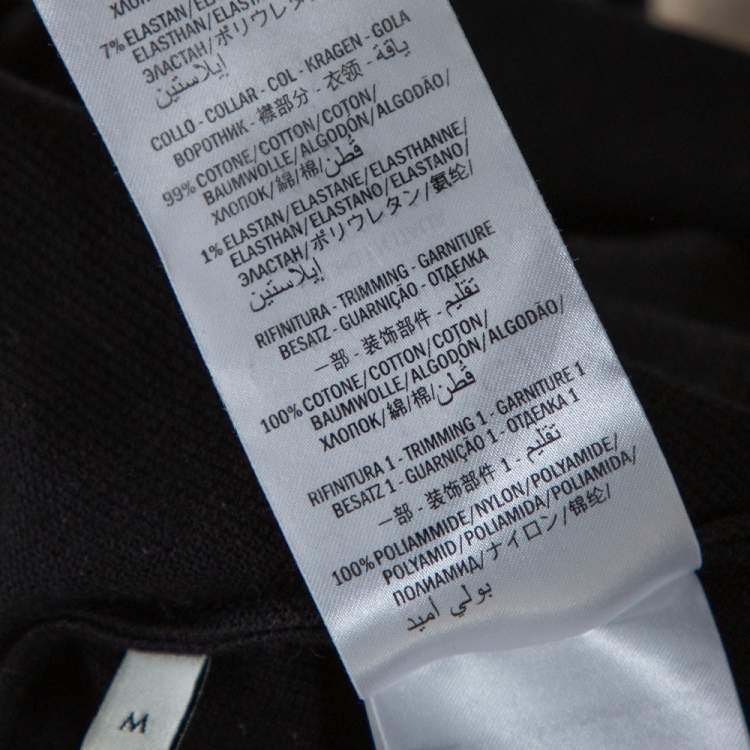 ХЛОПОК/
7% ELASTAN/ELASTANE/
ELASTHAN/ELASTANO/
ЭЛАСТАН/ポリウレタン/
إيلاستين
COLLO - COLLAR - COL - KRAGEN - GOLA
ВОРОТНИК - 襟部分 - 衣领 - ياقة
99% COTONE/COTTON/COTON/
BAUMWOLLE/ALGODON/ALGODÃO/
ХЛОПОК/綿/棉/قطن
1% ELASTAN/ELASTANE/ELASTHANNE/
ELASTHAN/ELASTANO/ELASTANO/
ЭЛАСТАН/ポリウレタン/氨纶/
إيلاستين
RIFINITURA - TRIMMING - GARNITURE
BESATZ - GUARNIÇÃO - ОТДЕЛКА
一部 - 装饰部件 - تقليم
100% COTONE/COTTON/COTON/
BAUMWOLLE/ALGODON/ALGODÃO/
ХЛОПОК/綿/棉/قطن
RIFINITURA 1 - TRIMMING 1 - GARNITURE 1
BESATZ 1 - GUARNIÇÃO 1 - ОТДЕЛКА 1
一部 - 装饰部件 1 - تقليم
100% POLIAMMIDE/NYLON/POLYAMIDE/
POLYAMID/POLIAMIDA/POLIAMIDA/
ПОЛИАМИД/ナイロン/锦纶/
بولي أميد
M